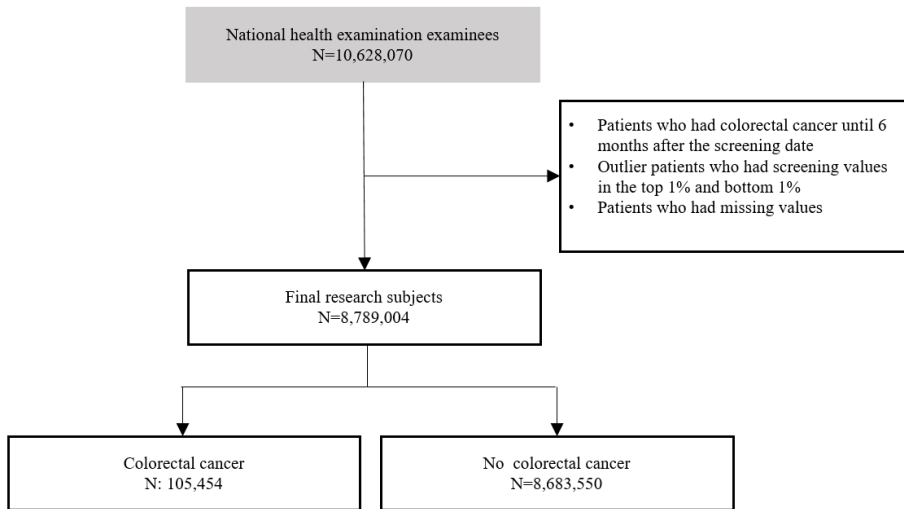 National health examination examinees
N=10,628,070
• Patients who had colorectal cancer until 6
months after the screening date
• Outlier patients who had screening values
in the top 1% and bottom 1%
• Patients who had missing values
Final research subjects
N=8,789,004
Colorectal cancer
N: 105,454
No colorectal cancer
N=8,683,550